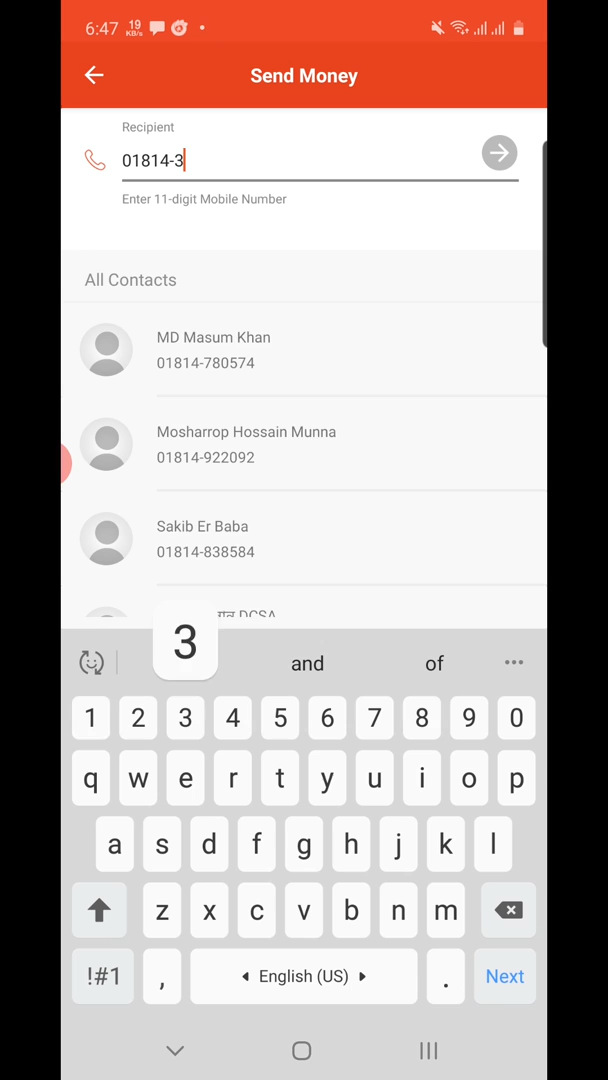 6:47 19 KB/s
Send Money
Recipient
01814-3
Enter 11-digit Mobile Number
All Contacts
MD Masum Khan
01814-780574
Mosharrop Hossain Munna
01814-922092
Sakib Er Baba
01814-838584
DCSA
3 and of
1 2 3 4 5 6 7 8 9 0
q w e r t y u i o p
a s d f g h j k l
z x c v b n m
!#1 , English (US) . Next